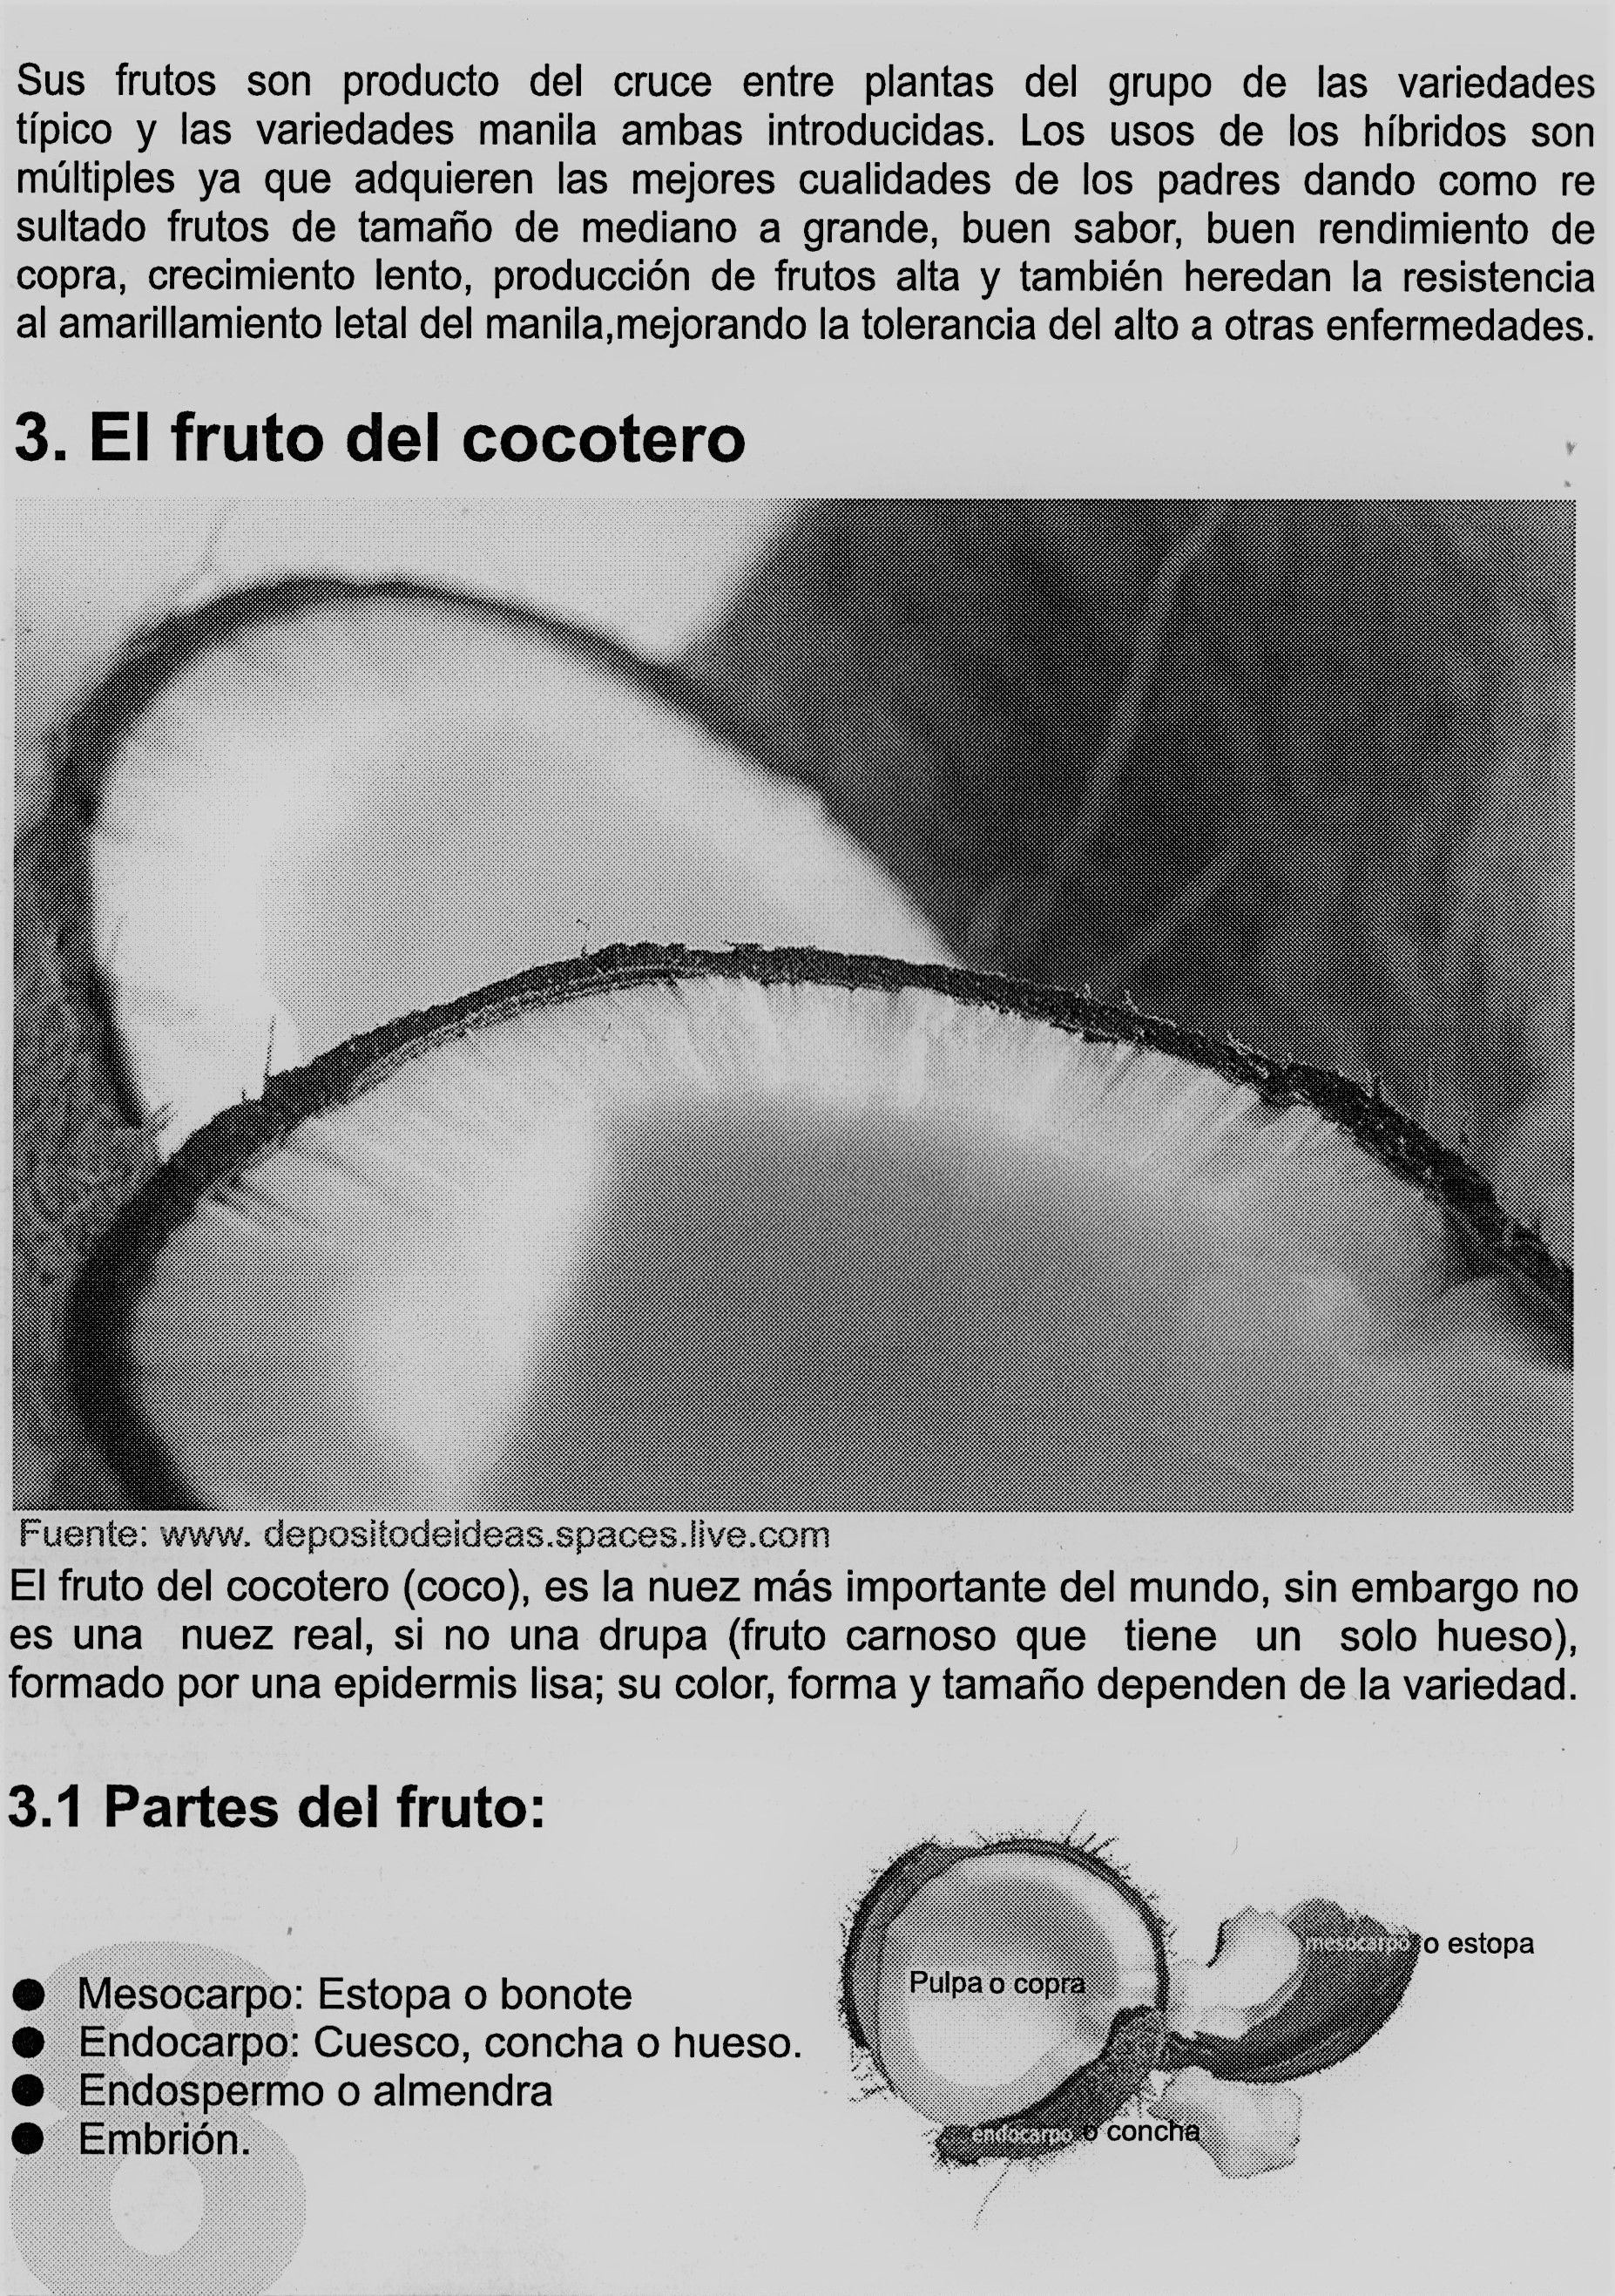 Sus frutos son producto del cruce entre plantas del grupo de las variedades
típico y las variedades manila ambas introducidas. Los usos de los híbridos son
múltiples ya que adquieren las mejores cualidades de los padres dando como re
sultado frutos de tamaño de mediano a grande, buen sabor, buen rendimiento de
copra, crecimiento lento, producción de frutos alta y también heredan la resistencia
al amarillamiento letal del manila,mejorando la tolerancia del alto a otras enfermedades.
3. El fruto del cocotero
Fuente: www. depositodeideas.spaces.live.com
El fruto del cocotero (coco), es la nuez más importante del mundo, sin embargo no
es una nuez real, si no una drupa (fruto carnoso que tiene un solo hueso),
formado por una epidermis lisa; su color, forma y tamaño dependen de la variedad.
3.1 Partes del fruto:
● Mesocarpo: Estopa o bonote
● Endocarpo: Cuesco, concha o hueso.
● Endospermo o almendra
● Embrión.
mesocarpo o estopa
Pulpa o copra
endocarpo o concha
8